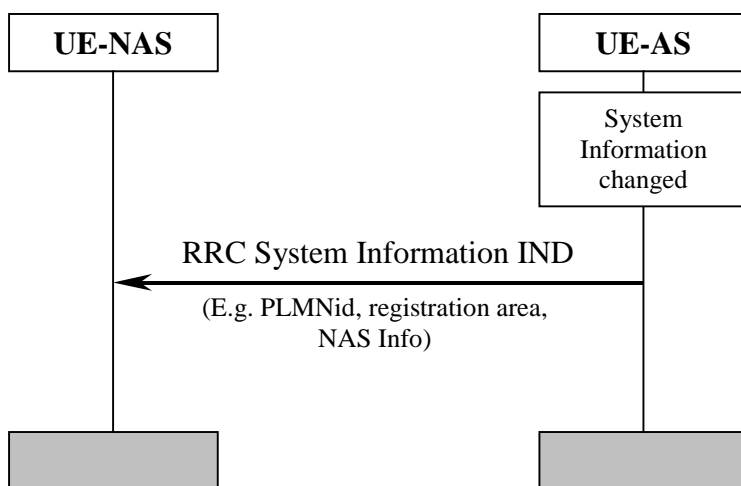 UE-NAS
UE-AS
System
Information
changed
RRC System Information IND
(E.g. PLMNid, registration area,
NAS Info)